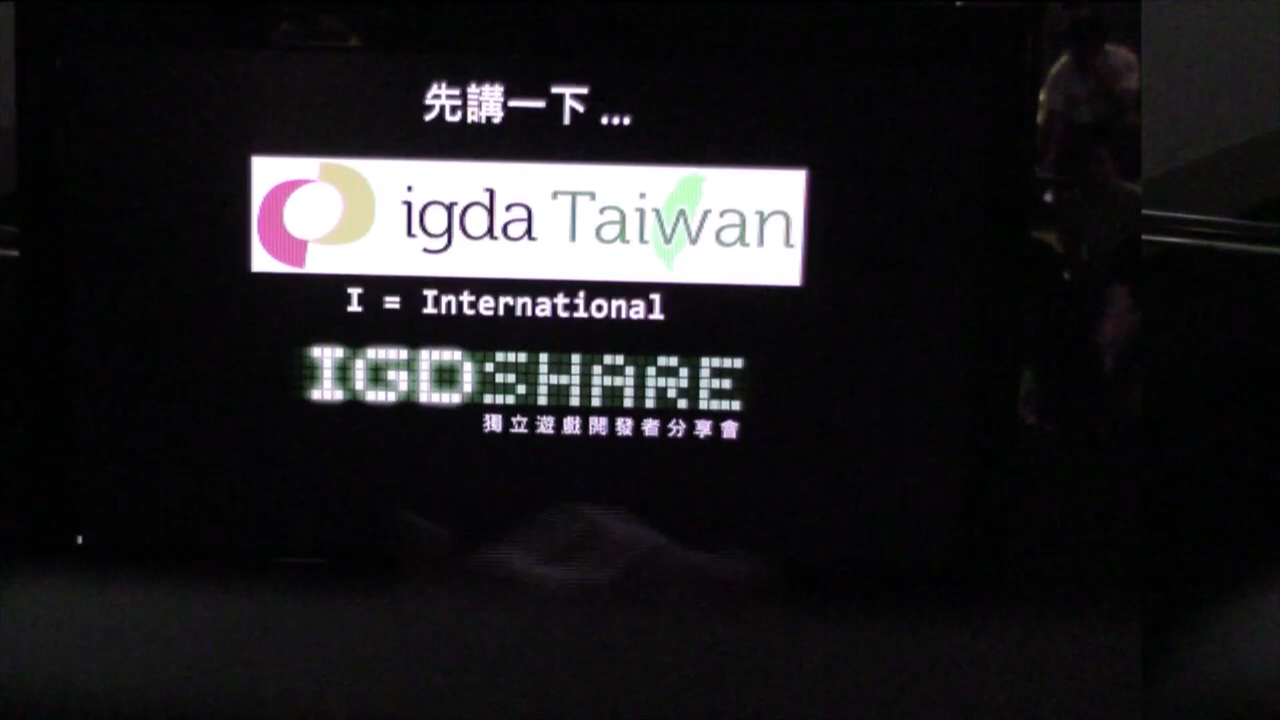 先講一下...
igda Taiwan
I = International
IGDSHARE
獨立遊戲開發者分享會